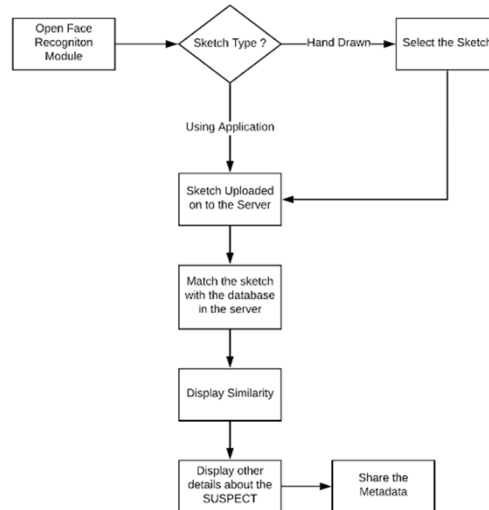 Open Face
Recogniton
Module
Sketch Type ?
Hand Drawn
Select the Sketch
Using Application
Sketch Uploaded
on to the Server
Match the sketch
with the database
in the server
Display Similarity
Display other
details about the
SUSPECT
Share the
Metadata